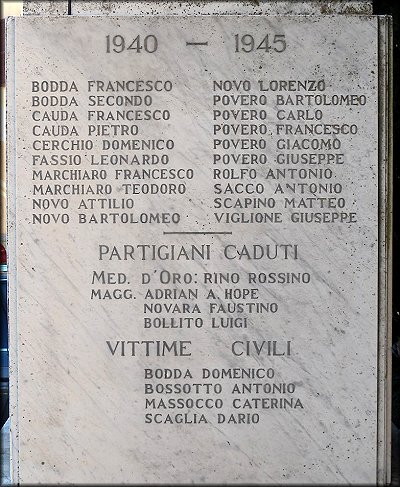 1940 — 1945
BODDA FRANCESCO
BODDA SECONDO
CAUDA FRANCESCO
CAUDA PIETRO
CERCHIO DOMENICO
FASSIO LEONARDO
MARCHIARO FRANCESCO
MARCHIARO TEODORO
NOVO ATTILIO
NOVO BARTOLOMEO
NOVO LORENZO
POVERO BARTOLOMEO
POVERO CARLO
POVERO FRANCESCO
POVERO GIACOMO
POVERO GIUSEPPE
ROLFO ANTONIO
SACCO ANTONIO
SCAPINO MATTEO
VIGLIONE GIUSEPPE
PARTIGIANI CADUTI
MED. D'ORO: RINO ROSSINO
MAGG. ADRIAN A. HOPE
NOVARA FAUSTINO
BOLLITO LUIGI
VITTIME CIVILI
BODDA DOMENICO
BOSSOTTO ANTONIO
MASSOCCO CATERINA
SCAGLIA DARIO